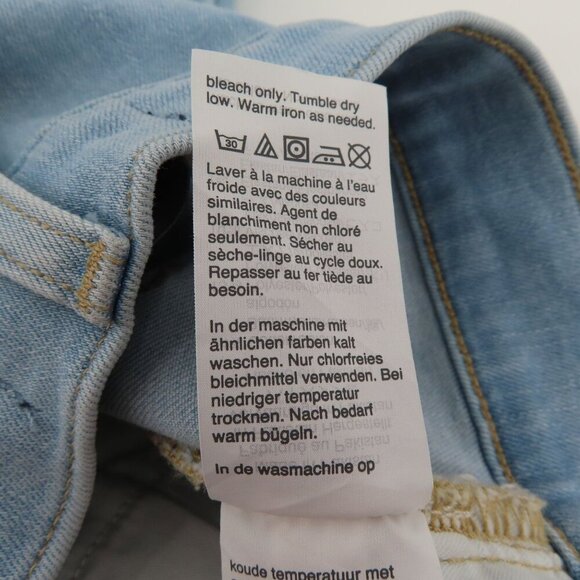 bleach only. Tumble dry
low. Warm iron as needed.
30
Laver à la machine à l'eau
froide avec des couleurs
similaires. Agent de
blanchiment non chloré
seulement. Sécher au
sèche-linge au cycle doux.
Repasser au fer tiède au
besoin.
In der maschine mit
ähnlichen farben kalt
waschen. Nur chlorfreies
bleichmittel verwenden. Bei
niedriger temperatur
trocknen. Nach bedarf
warm bügeln.
In de wasmachine op
koude temperatuur met